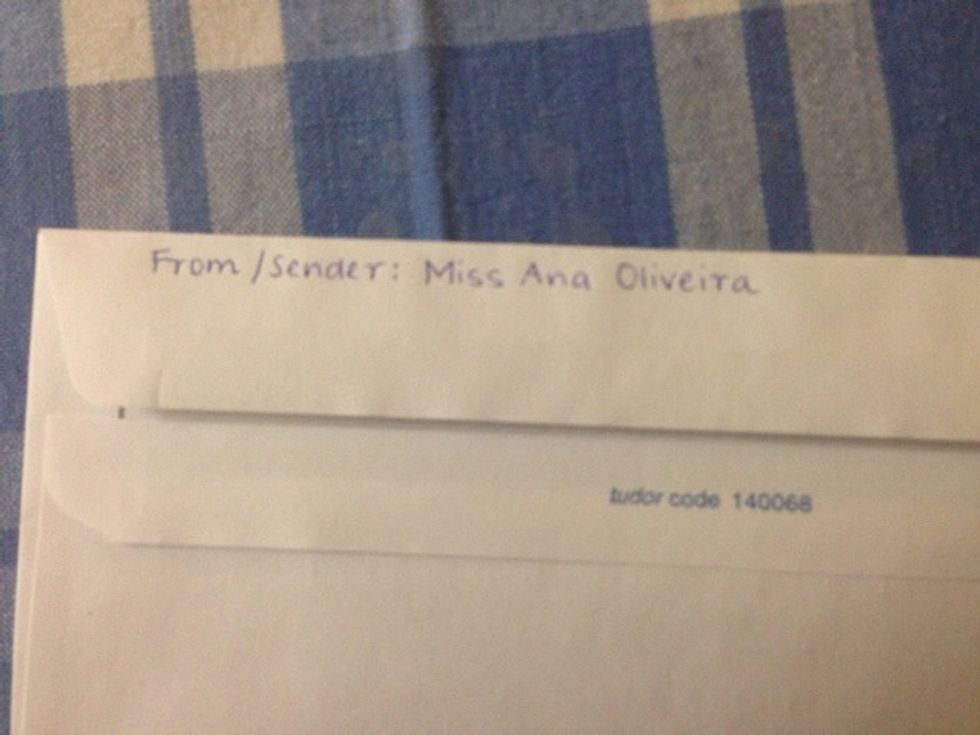 From/Sender: Miss Ana Oliveira
tudor code 140068